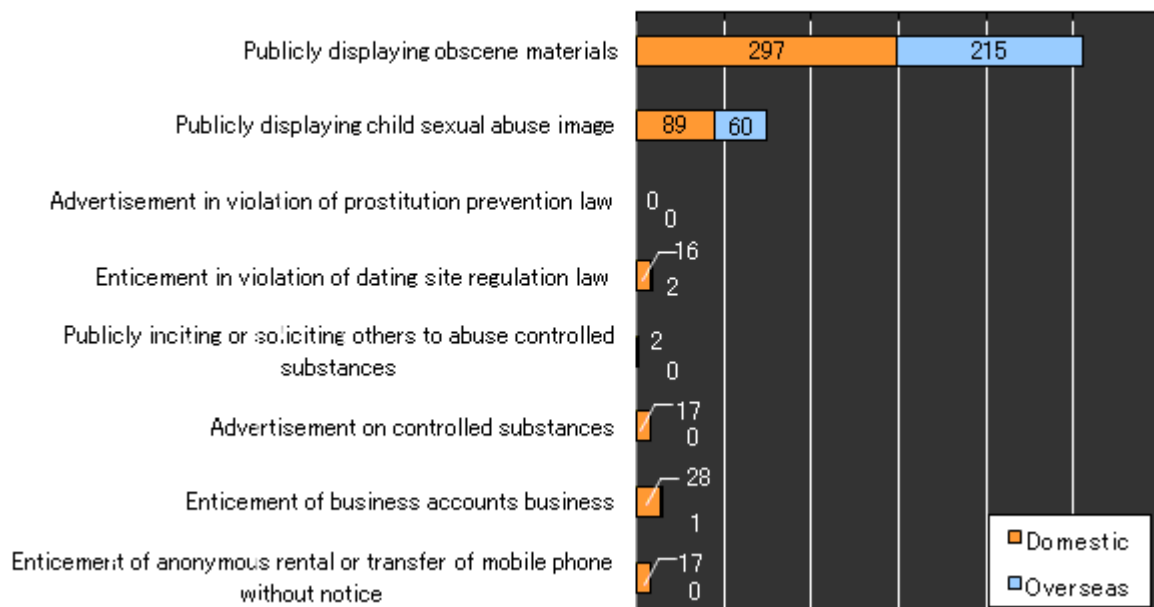 Publicly displaying obscene materials
297 215
Publicly displaying child sexual abuse image
89 60
Advertisement in violation of prostitution prevention law
0
0
Enticement in violation of dating site regulation law
16
2
Publicly inciting or soliciting others to abuse controlled
substances
2
0
Advertisement on controlled substances
17
0
Enticement of business accounts business
28
1
Enticement of anonymous rental or transfer of mobile phone
without notice
17
0
Domestic
Overseas